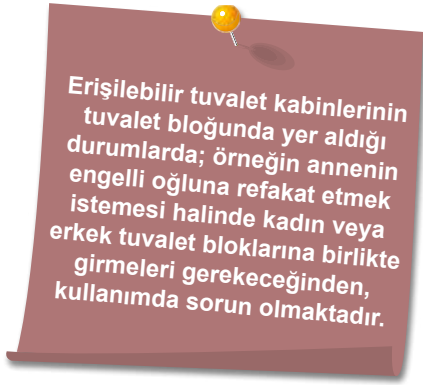 Erişilebilir tuvalet kabinlerinin
tuvalet bloğunda yer aldığı
durumlarda; örneğin annenin
engelli oğluna refakat etmek
istemesi halinde kadın veya
erkek tuvalet bloklarına birlikte
girmeleri gerekeceğinden,
kullanımda sorun olmaktadır.